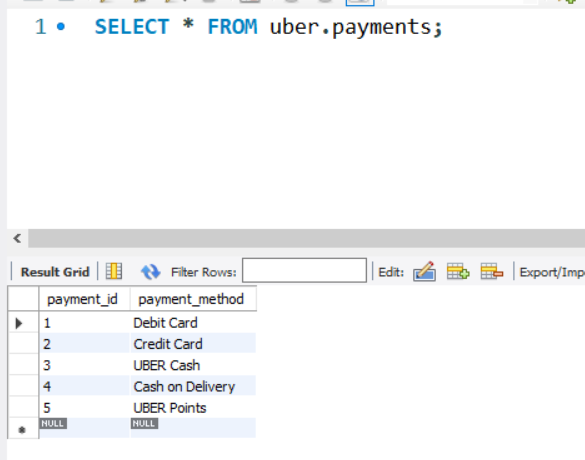 1 SELECT * FROM uber.payments;
Result Grid Filter Rows: Edit: Export/Imp
payment_id payment_method
1 Debit Card
2 Credit Card
3 UBER Cash
4 Cash on Delivery
5 UBER Points
NULL NULL